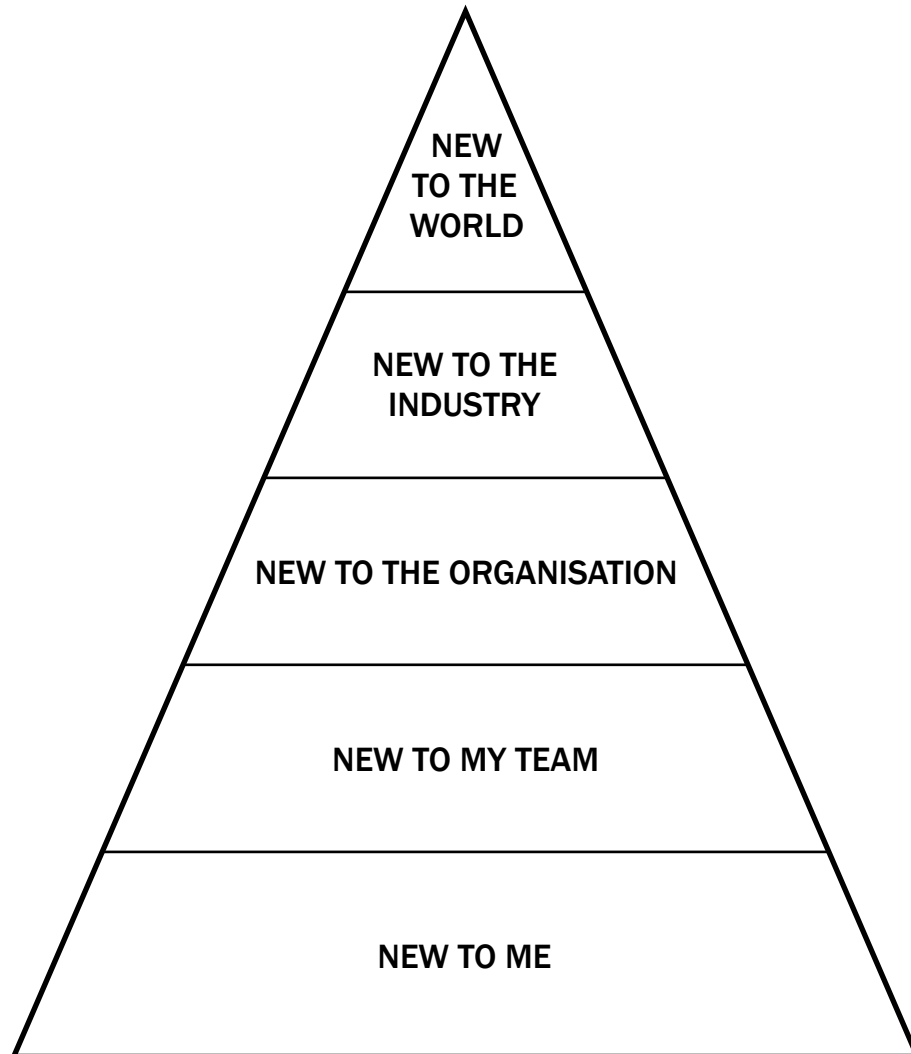 NEW
TO THE
WORLD
NEW TO THE
INDUSTRY
NEW TO THE ORGANISATION
NEW TO MY TEAM
NEW TO ME